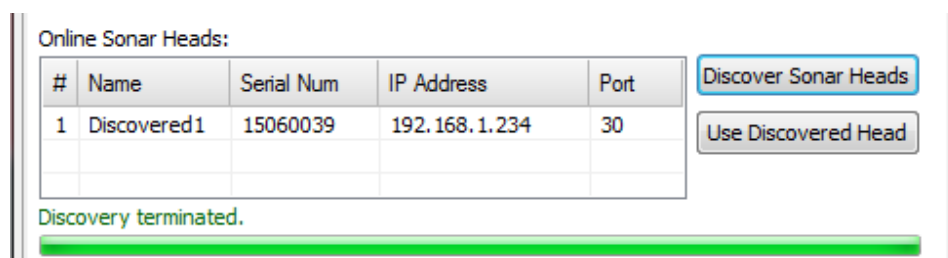 Online Sonar Heads:
# Name Serial Num IP Address Port
1 Discovered1 15060039 192.168.1.234 30
Discover Sonar Heads
Use Discovered Head
Discovery terminated.